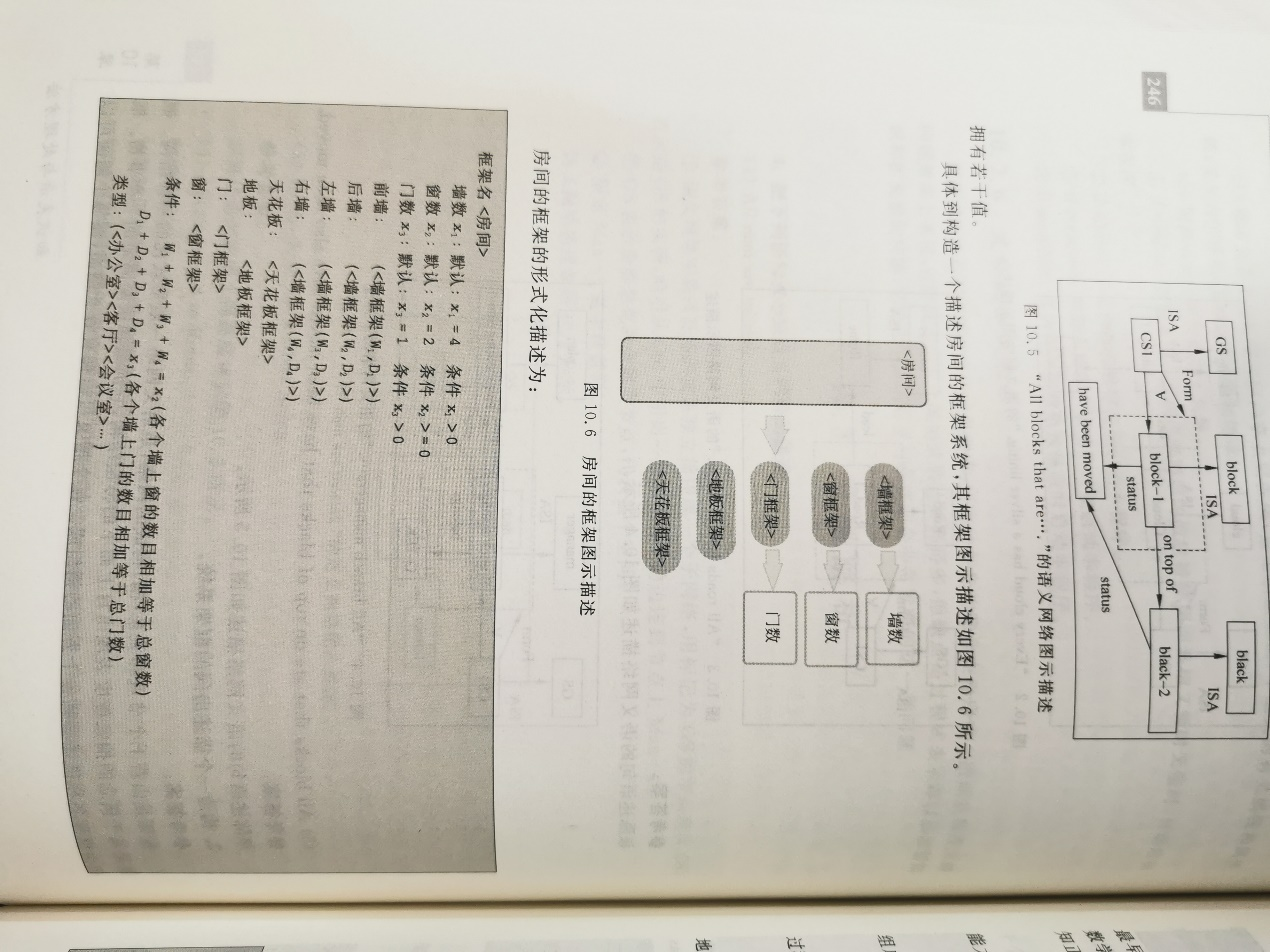 246
GS
block
black
ISA
Form
ISA
ISA
CS1
∀
block-1
on top of
black-2
status
status
have been moved
图 10.5 “All blocks that are…. ”的语义网络图示描述
拥有若干值。
具体到构造一个描述房间的框架系统,其框架图示描述如图 10.6 所示。
<房间>
<墙框架>
墙数
<窗框架>
窗数
<门框架>
门数
<地板框架>
<天花板框架>
图 10.6 房间的框架图示描述
房间的框架的形式化描述为:
框架名 <房间>
墙数 x₁: 默认: x₁ = 4 条件 x₁ > 0
窗数 x₂: 默认: x₂ = 2 条件 x₂ > = 0
门数 x₃: 默认: x₃ = 1 条件 x₃ > 0
前墙: (<墙框架(W₁,D₁)>)
后墙: (<墙框架(W₂,D₂)>)
左墙: (<墙框架(W₃,D₃)>)
右墙: (<墙框架(W₄,D₄)>)
天花板: <天花板框架>
地板: <地板框架>
门: <门框架>
窗: <窗框架>
条件: W₁ + W₂ + W₃ + W₄ = x₂(各个墙上窗的数目相加等于总窗数)
D₁ + D₂ + D₃ + D₄ = x₃(各个墙上门的数目相加等于总门数)
类型: (<办公室><客厅><会议室>…)